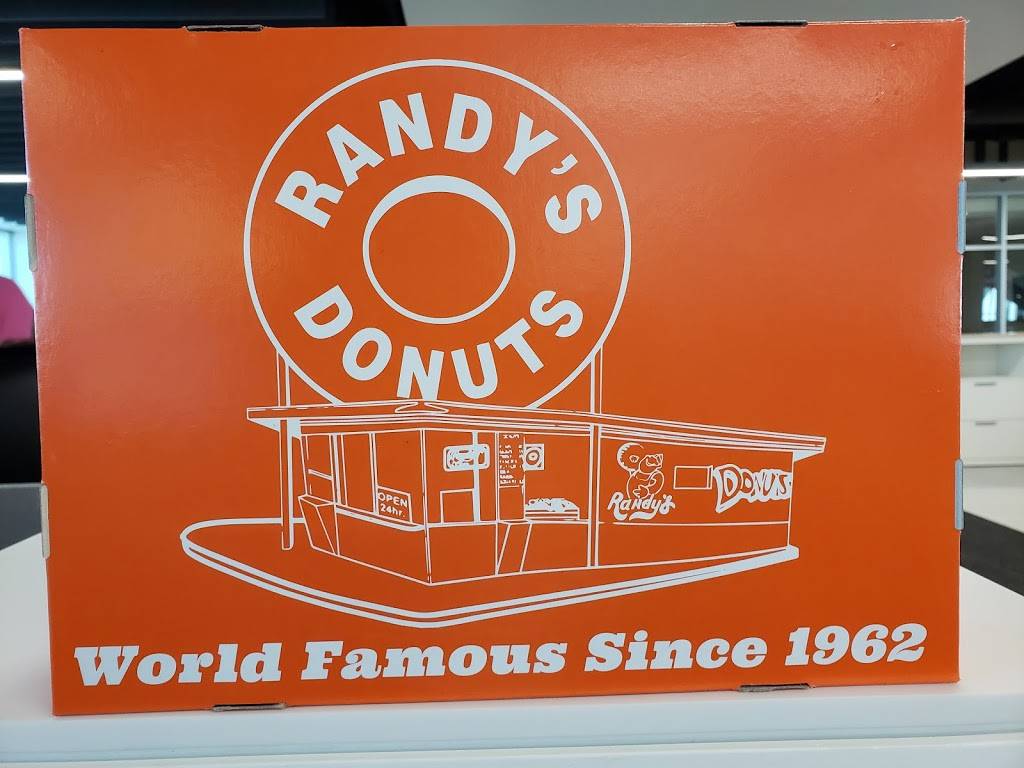 RANDY'S
DONUTS
OPEN
24hr.
Randy's
DONUTS
World Famous Since 1962